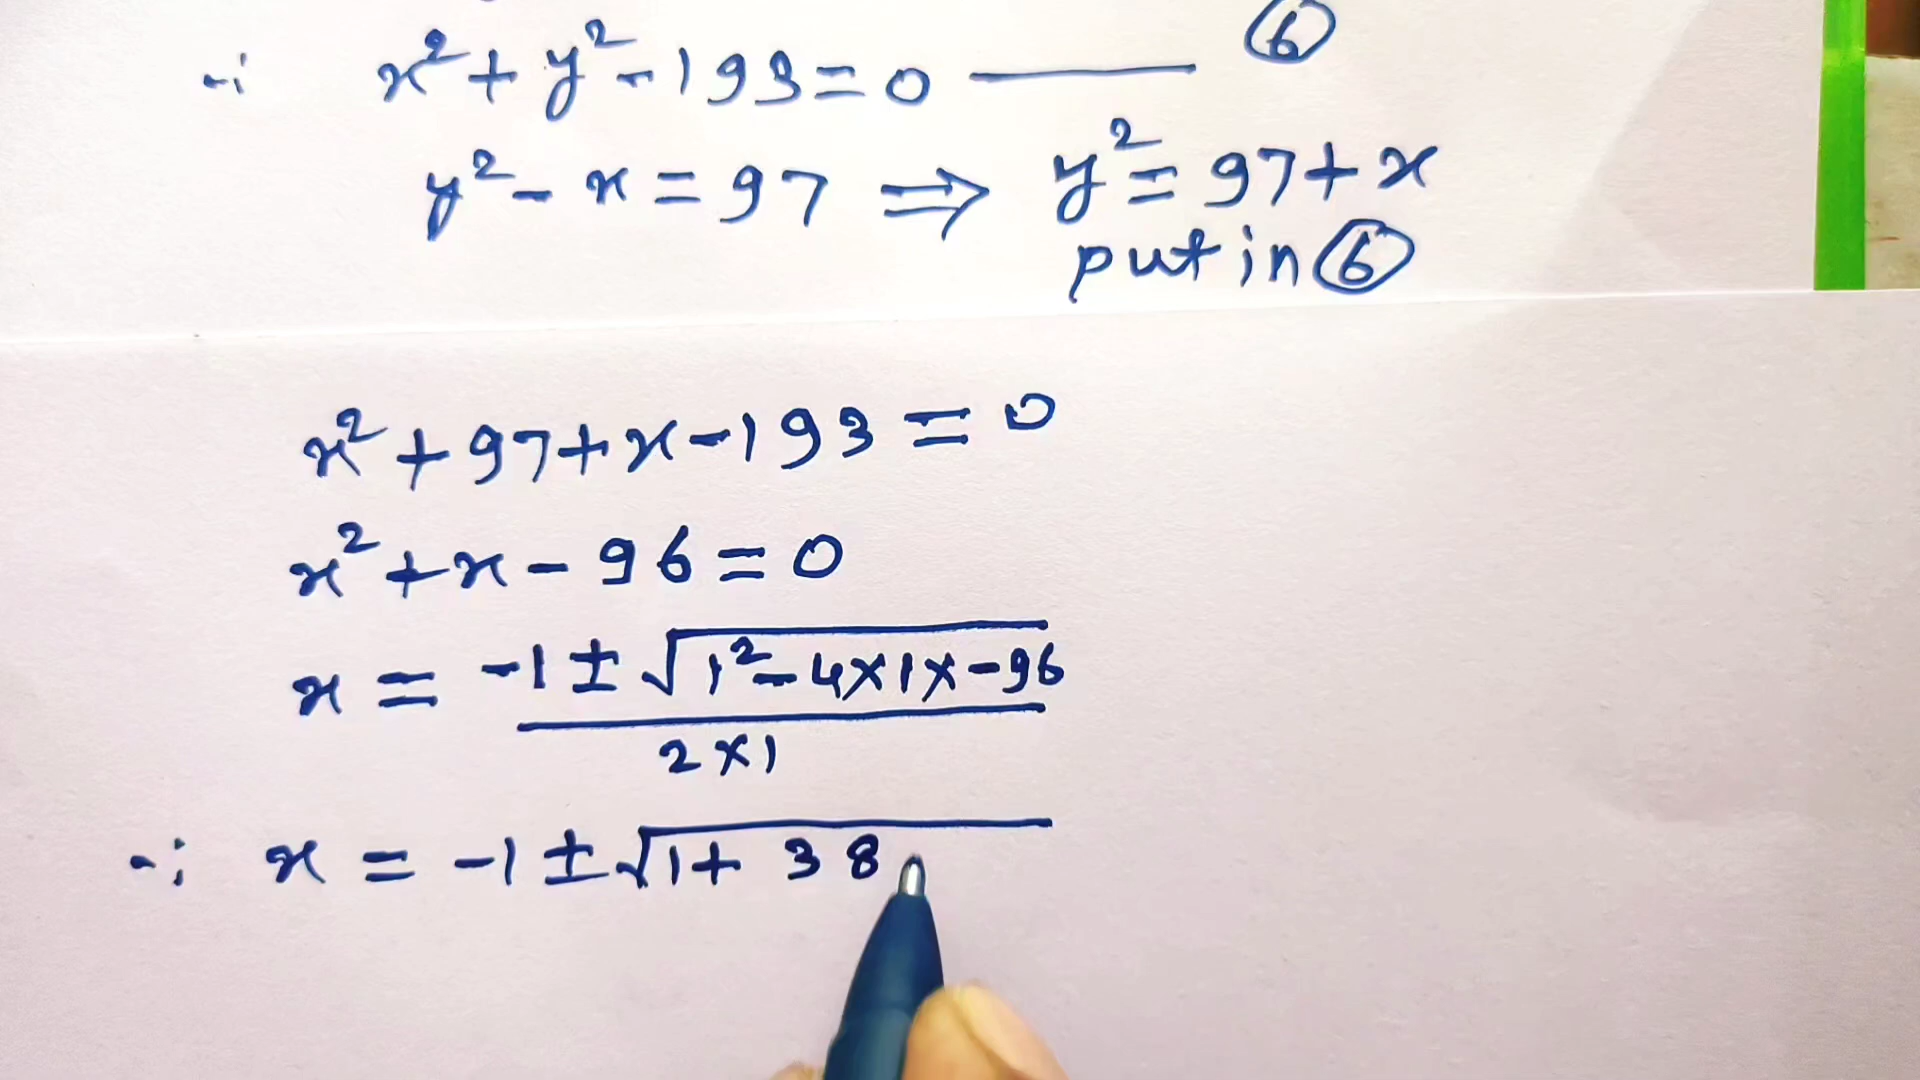 ∴ x² + y² - 193 = 0 ——— ⑥
y² - x = 97 ⇒ y² = 97 + x
put in ⑥
x² + 97 + x - 193 = 0
x² + x - 96 = 0
x = -1 ± √1² - 4×1×-96
2×1
∴ x = -1 ± √1 + 38